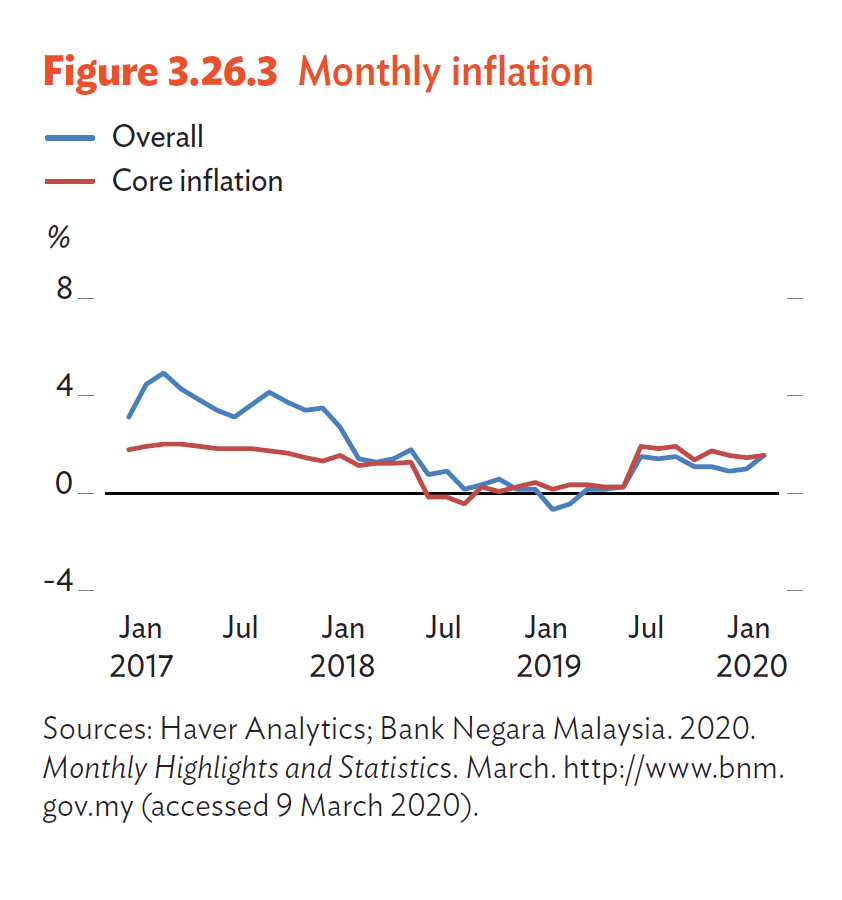 Figure 3.26.3 Monthly inflation
Overall
Core inflation
%
8
4
0
-4
Jan Jul Jan Jul Jan Jul Jan
2017 2018 2019 2020
Sources: Haver Analytics; Bank Negara Malaysia. 2020.
Monthly Highlights and Statistics. March. http://www.bnm.
gov.my (accessed 9 March 2020).